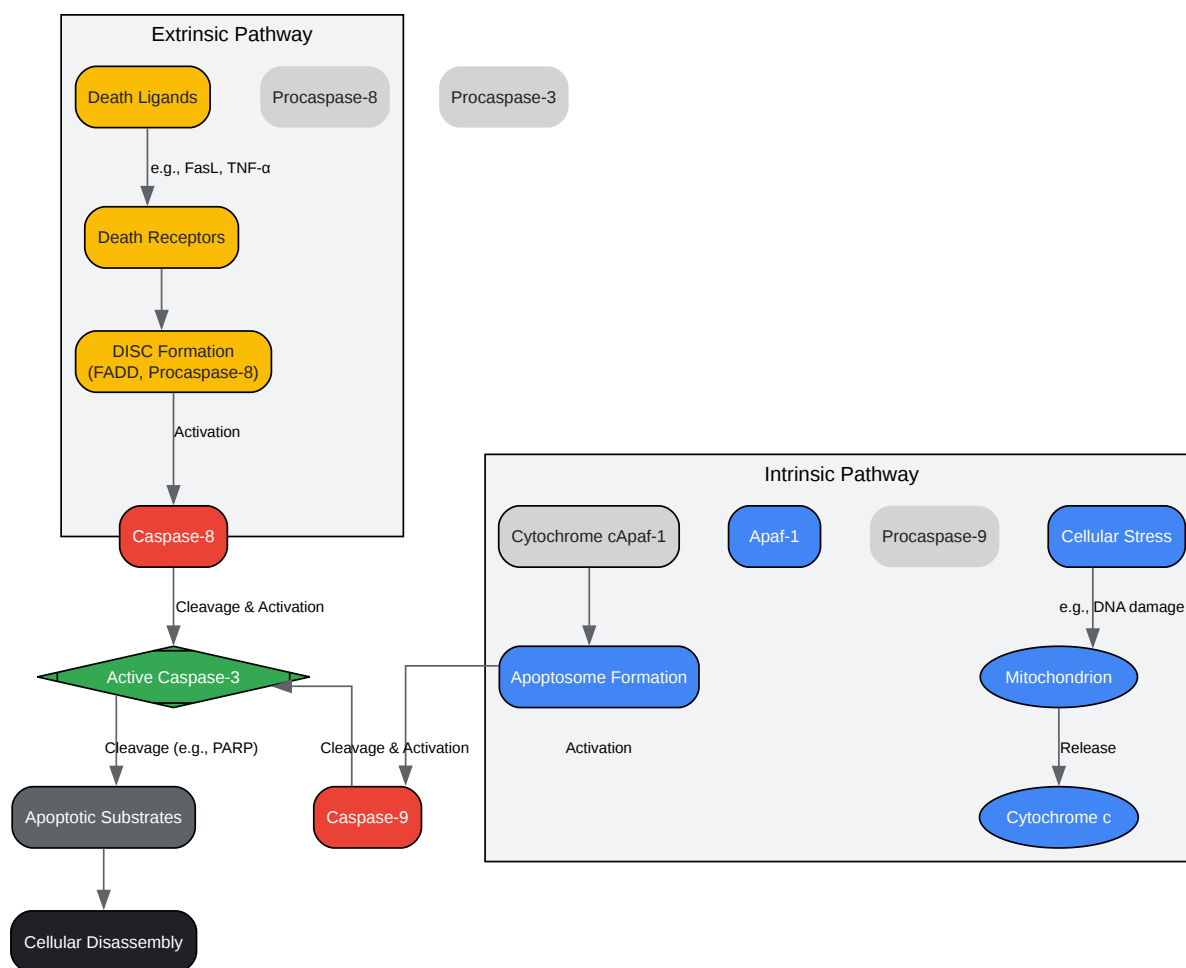 Extrinsic Pathway
Death Ligands
Procaspase-8
Procaspase-3
e.g., FasL, TNF-α
Death Receptors
DISC Formation
(FADD, Procaspase-8)
Activation
Intrinsic Pathway
Caspase-8
Cytochrome cApaf-1
Apaf-1
Procaspase-9
Cellular Stress
Cleavage & Activation
e.g., DNA damage
Active Caspase-3
Apoptosome Formation
Mitochondrion
Cleavage (e.g., PARP)
Cleavage & Activation
Activation
Release
Apoptotic Substrates
Caspase-9
Cytochrome c
Cellular Disassembly